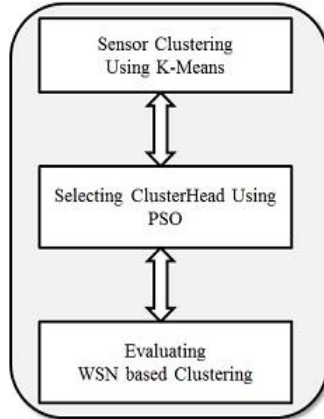 Sensor Clustering
Using K-Means
Selecting ClusterHead Using
PSO
Evaluating
WSN based Clustering